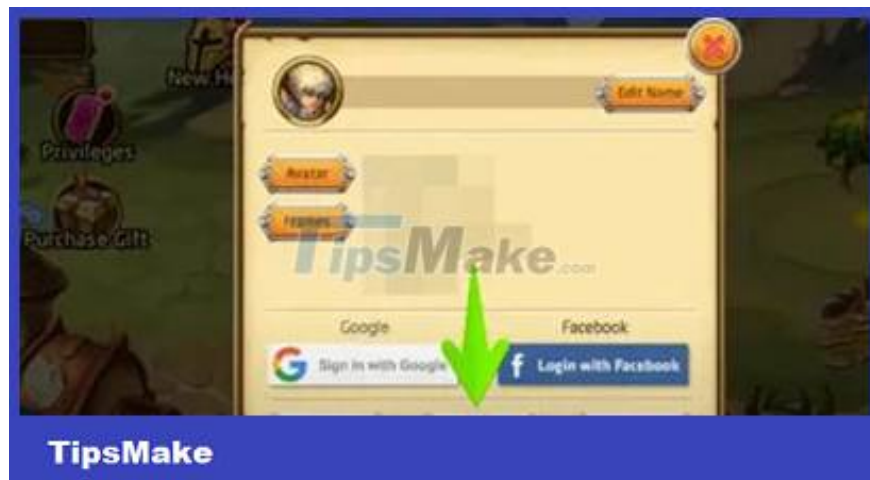 New He
Edit Name
Privileges
Avatar
Purchase Gift
Frames
TipsMake.com
Google
Facebook
Sign in with Google
f Login with Facebook
TipsMake